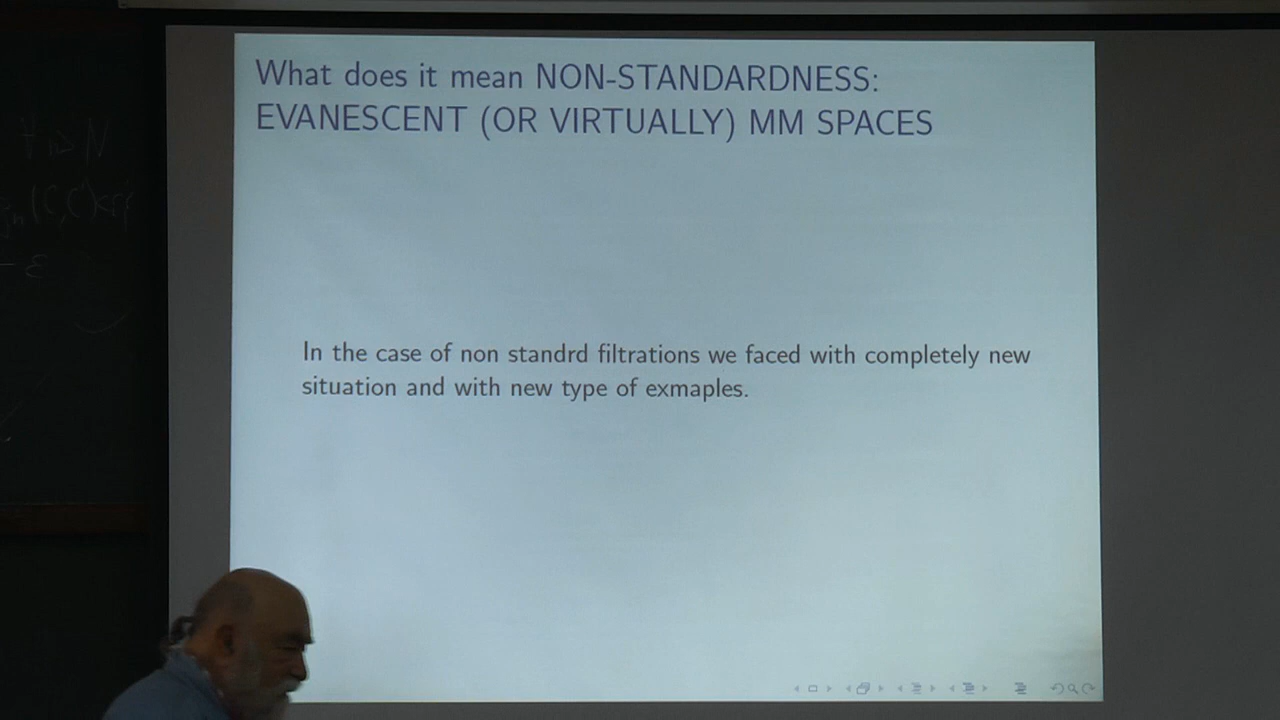 What does it mean NON-STANDARDNESS:
EVANESCENT (OR VIRTUALLY) MM SPACES
In the case of non standrd filtrations we faced with completely new
situation and with new type of exmaples.